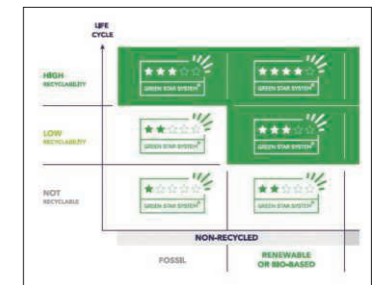 LIFE
CYCLE
HIGH
RECYCLABILITY
GREEN STAR SYSTEM
GREEN STAR SYSTEM
LOW
RECYCLABILITY
GREEN STAR SYSTEM
GREEN STAR SYSTEM
NOT
RECYCLABLE
GREEN STAR SYSTEM
GREEN STAR SYSTEM
NON-RECYCLED
FOSSIL
RENEWABLE
OR BIO-BASED